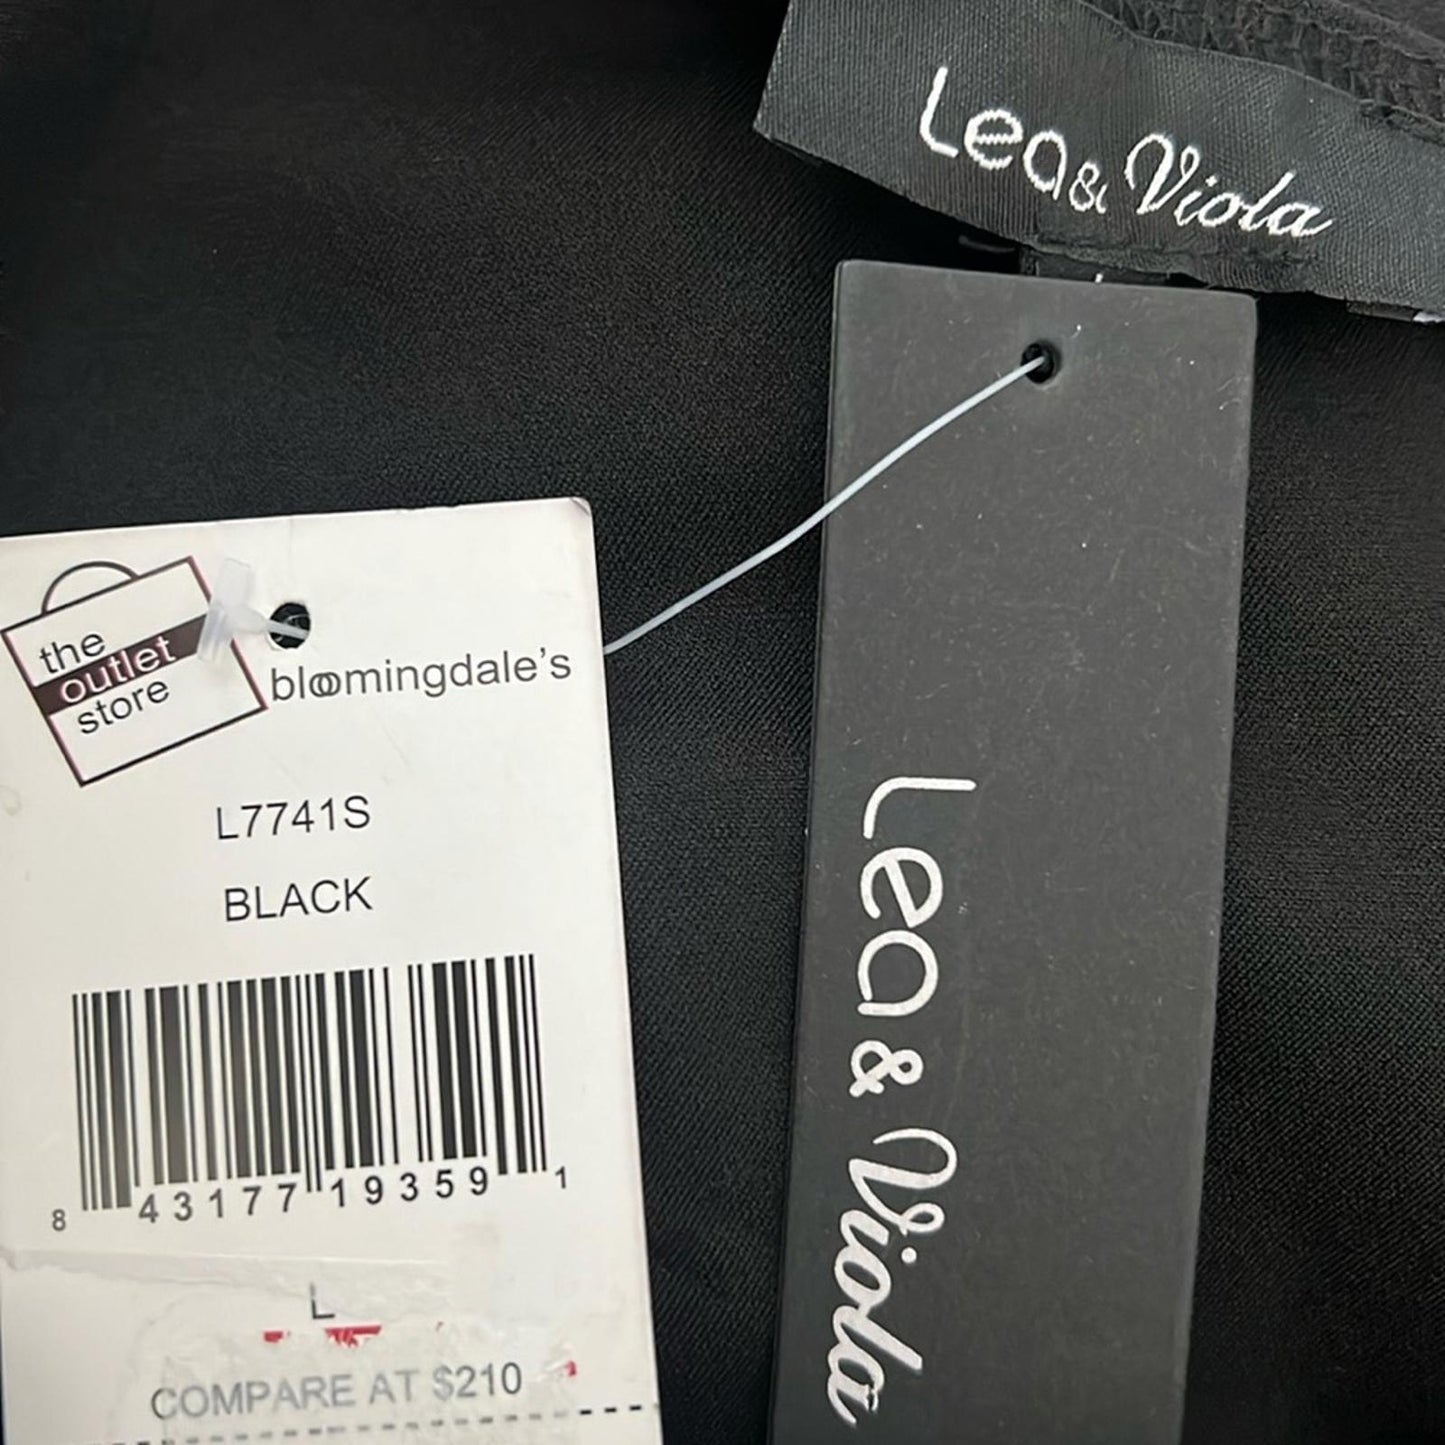 Lea & Viola
the
outlet
store
bloomingdale's
L7741S
BLACK
8 43177 19359 1
L
COMPARE AT $210
Lea & Viola